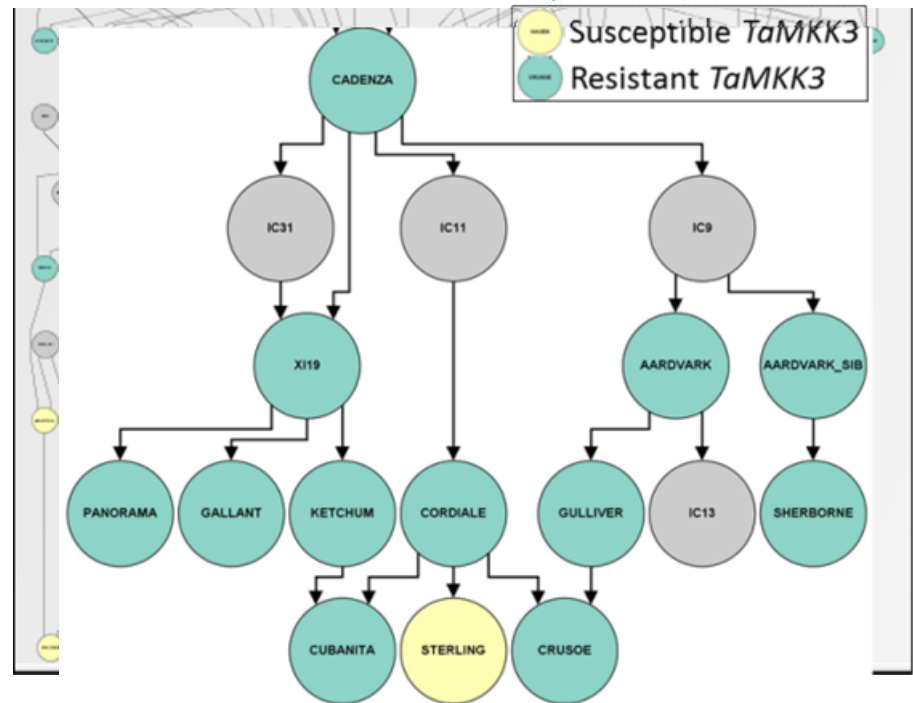 Susceptible TaMKK3
Resistant TaMKK3
CRUSOE
CADENZA
IC31
IC11
IC9
XI19
AARDVARK
AARDVARK_SIB
PANORAMA
GALLANT
KETCHUM
CORDIALE
GULLIVER
IC13
SHERBORNE
CUBANITA
STERLING
CRUSOE